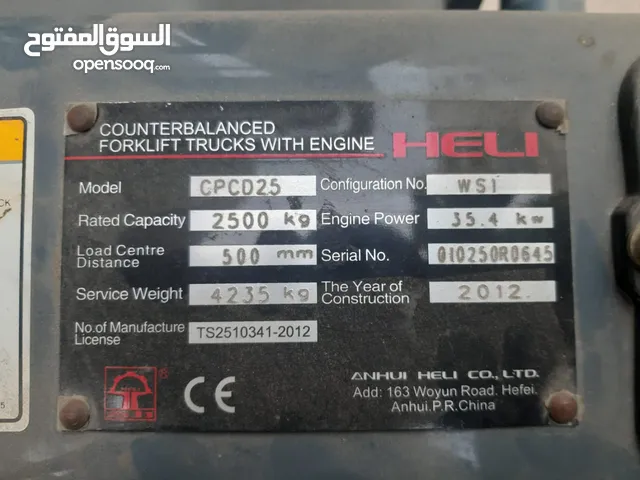 السوق المفتوح
opensooq.com
COUNTERBALANCED
FORKLIFT TRUCKS WITH ENGINE
HELI
Model CPCD25 Configuration No. WS1
Rated Capacity 2500 kg Engine Power 35.4 kw
Load Centre Distance 500 mm Serial No. 010250R0645
Service Weight 4235 kg The Year of Construction 2012
No.of Manufacture License TS2510341-2012
CE
ANHUI HELI CO., LTD.
Add: 163 Woyun Road. Hefei.
Anhui.P.R.China